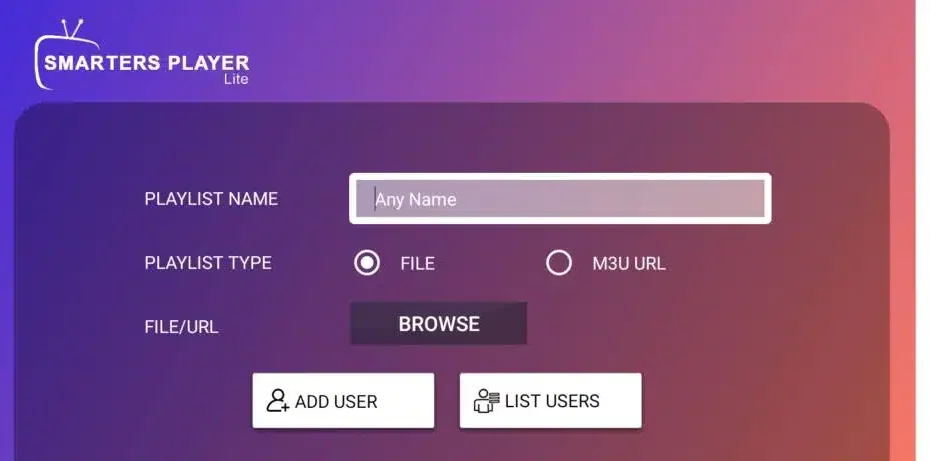 SMARTERS PLAYER
Lite
PLAYLIST NAME Any Name
PLAYLIST TYPE FILE M3U URL
FILE/URL BROWSE
ADD USER LIST USERS